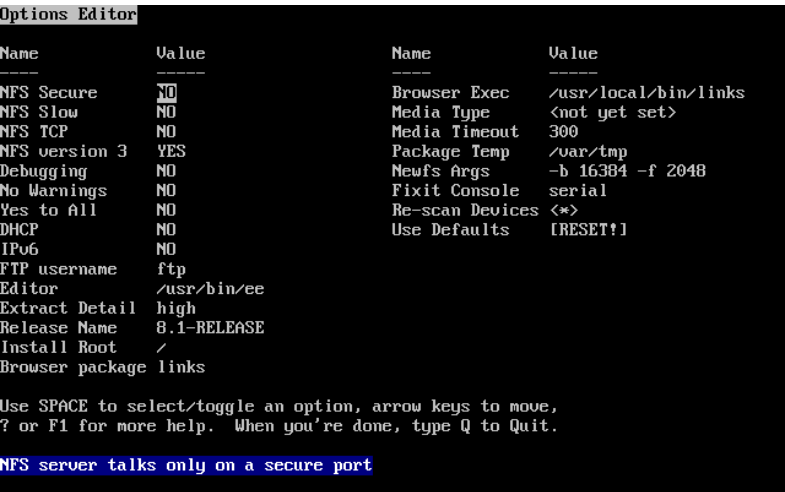 Options Editor
Name Value Name Value
---- ----- ---- -----
NFS Secure NO Browser Exec /usr/local/bin/links
NFS Slow NO Media Type <not yet set>
NFS TCP NO Media Timeout 300
NFS version 3 YES Package Temp /var/tmp
Debugging NO Newfs Args -b 16384 -f 2048
No Warnings NO Fixit Console serial
Yes to All NO Re-scan Devices <*>
DHCP NO Use Defaults [RESET!]
IPv6 NO
FTP username ftp
Editor /usr/bin/ee
Extract Detail high
Release Name 8.1-RELEASE
Install Root /
Browser package links
Use SPACE to select/toggle an option, arrow keys to move,
? or F1 for more help. When you're done, type Q to Quit.
NFS server talks only on a secure port